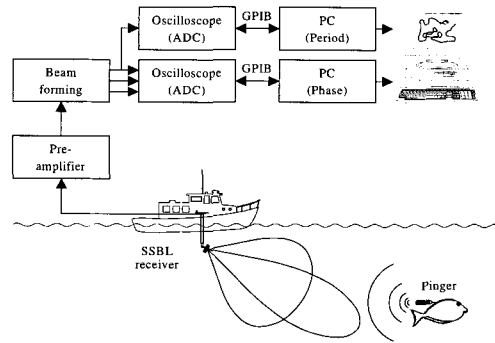 Oscilloscope
(ADC)
GPIB
PC
(Period)
Beam
forming
Oscilloscope
(ADC)
GPIB
PC
(Phase)
Pre-
amplifier
SSBL
receiver
Pinger